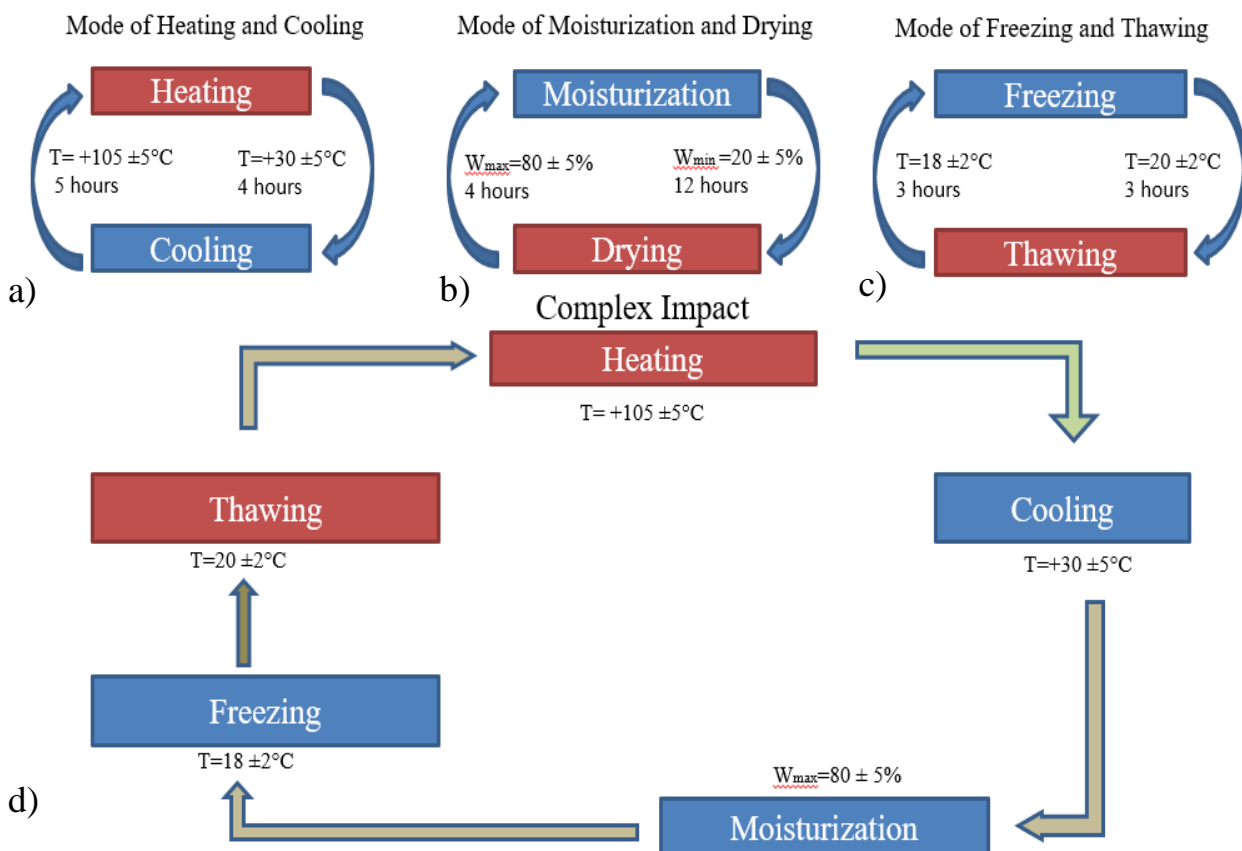 Mode of Heating and Cooling
Heating
T= +105 ±5°C
5 hours
T=+30 ±5°C
4 hours
Cooling
a)
Mode of Moisturization and Drying
Moisturization
Wmax=80 ± 5%
4 hours
Wmin=20 ± 5%
12 hours
Drying
b)
Mode of Freezing and Thawing
Freezing
T=18 ±2°C
3 hours
T=20 ±2°C
3 hours
Thawing
c)
Complex Impact
Heating
T= +105 ±5°C
Cooling
T=+30 ±5°C
Wmax=80 ± 5%
Moisturization
Freezing
T=18 ±2°C
Thawing
T=20 ±2°C
d)